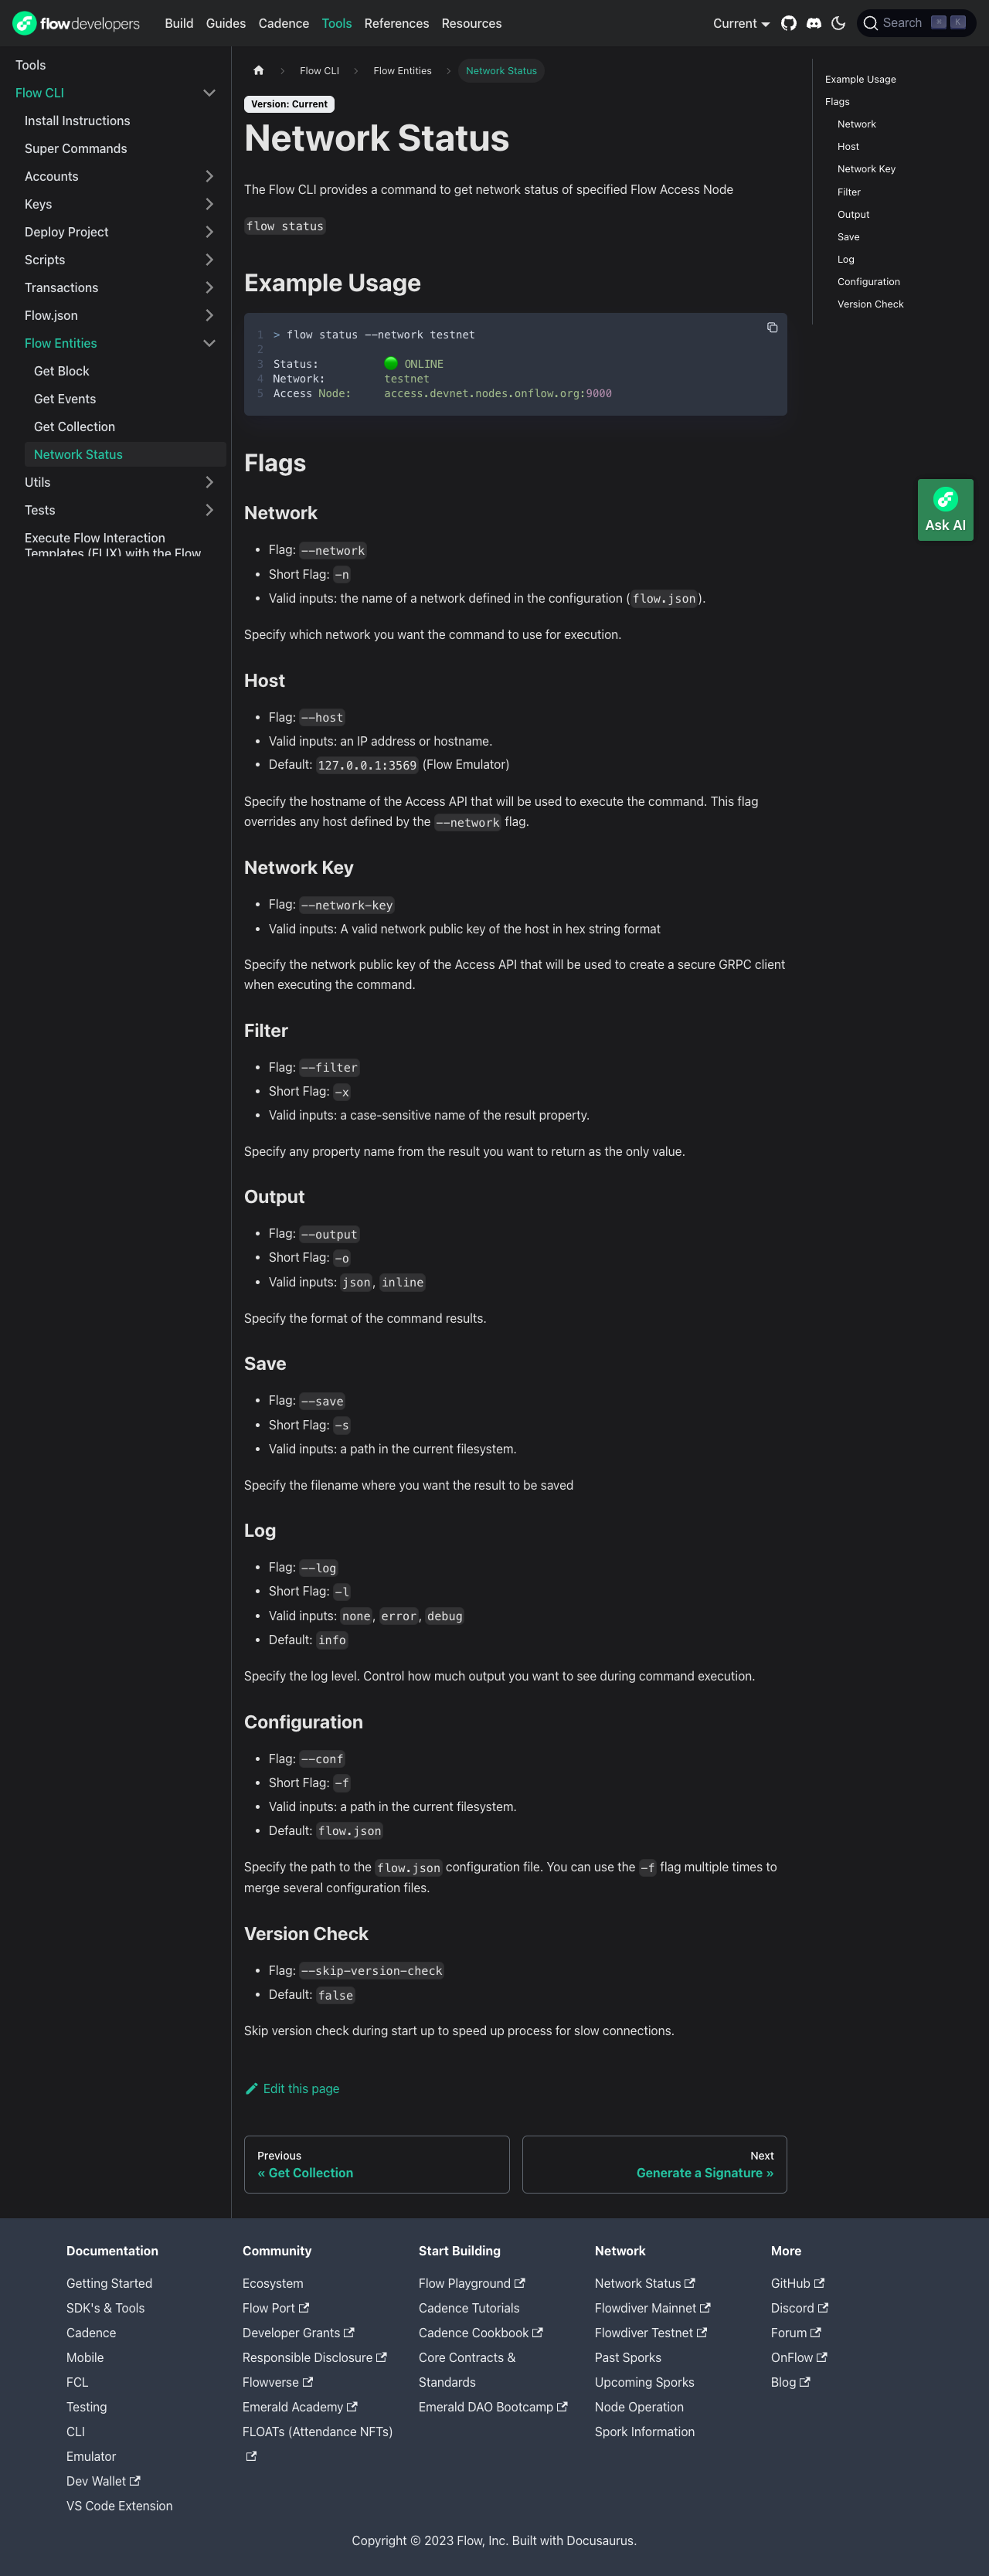 flowdevelopers Build Guides Cadence Tools References Resources Current Search ⌘ K
Tools
Flow CLI
Install Instructions
Super Commands
Accounts
Keys
Deploy Project
Scripts
Transactions
Flow.json
Flow Entities
Get Block
Get Events
Get Collection
Network Status
Utils
Tests
Execute Flow Interaction
Templates (FLIX) with the Flow
Flow CLI Flow Entities Network Status
Version: Current
Network Status
The Flow CLI provides a command to get network status of specified Flow Access Node
flow status
Example Usage
1 > flow status --network testnet
2
3 Status: 🟢 ONLINE
4 Network: testnet
5 Access Node: access.devnet.nodes.onflow.org:9000
Flags
Network
• Flag: --network
• Short Flag: -n
• Valid inputs: the name of a network defined in the configuration (flow.json).
Specify which network you want the command to use for execution.
Host
• Flag: --host
• Valid inputs: an IP address or hostname.
• Default: 127.0.0.1:3569 (Flow Emulator)
Specify the hostname of the Access API that will be used to execute the command. This flag
overrides any host defined by the --network flag.
Network Key
• Flag: --network-key
• Valid inputs: A valid network public key of the host in hex string format
Specify the network public key of the Access API that will be used to create a secure GRPC client
when executing the command.
Filter
• Flag: --filter
• Short Flag: -x
• Valid inputs: a case-sensitive name of the result property.
Specify any property name from the result you want to return as the only value.
Output
• Flag: --output
• Short Flag: -o
• Valid inputs: json, inline
Specify the format of the command results.
Save
• Flag: --save
• Short Flag: -s
• Valid inputs: a path in the current filesystem.
Specify the filename where you want the result to be saved
Log
• Flag: --log
• Short Flag: -l
• Valid inputs: none, error, debug
• Default: info
Specify the log level. Control how much output you want to see during command execution.
Configuration
• Flag: --conf
• Short Flag: -f
• Valid inputs: a path in the current filesystem.
• Default: flow.json
Specify the path to the flow.json configuration file. You can use the -f flag multiple times to
merge several configuration files.
Version Check
• Flag: --skip-version-check
• Default: false
Skip version check during start up to speed up process for slow connections.
Edit this page
Previous
« Get Collection
Next
Generate a Signature »
Example Usage
Flags
Network
Host
Network Key
Filter
Output
Save
Log
Configuration
Version Check
Ask AI
Documentation
Getting Started
SDK's & Tools
Cadence
Mobile
FCL
Testing
CLI
Emulator
Dev Wallet
VS Code Extension
Community
Ecosystem
Flow Port
Developer Grants
Responsible Disclosure
Flowverse
Emerald Academy
FLOATs (Attendance NFTs)
Start Building
Flow Playground
Cadence Tutorials
Cadence Cookbook
Core Contracts &
Standards
Emerald DAO Bootcamp
Network
Network Status
Flowdiver Mainnet
Flowdiver Testnet
Past Sporks
Upcoming Sporks
Node Operation
Spork Information
More
GitHub
Discord
Forum
OnFlow
Blog
Copyright © 2023 Flow, Inc. Built with Docusaurus.